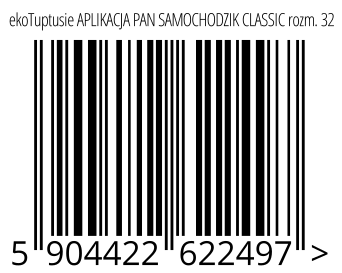 ekoTuptusie APLIKACJA PAN SAMOCHODZIK CLASSIC rozm. 32
5 904422 622497 >